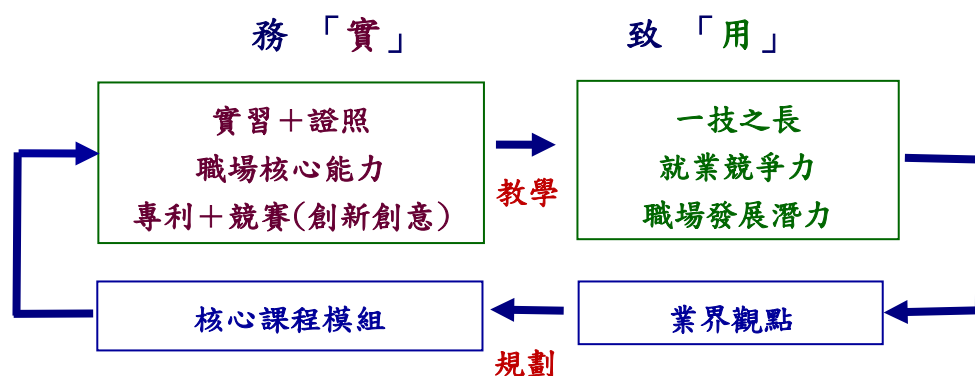 務「實」
致「用」
實習＋證照
職場核心能力
專利＋競賽(創新創意)
教學
一技之長
就業競爭力
職場發展潛力
核心課程模組
規劃
業界觀點